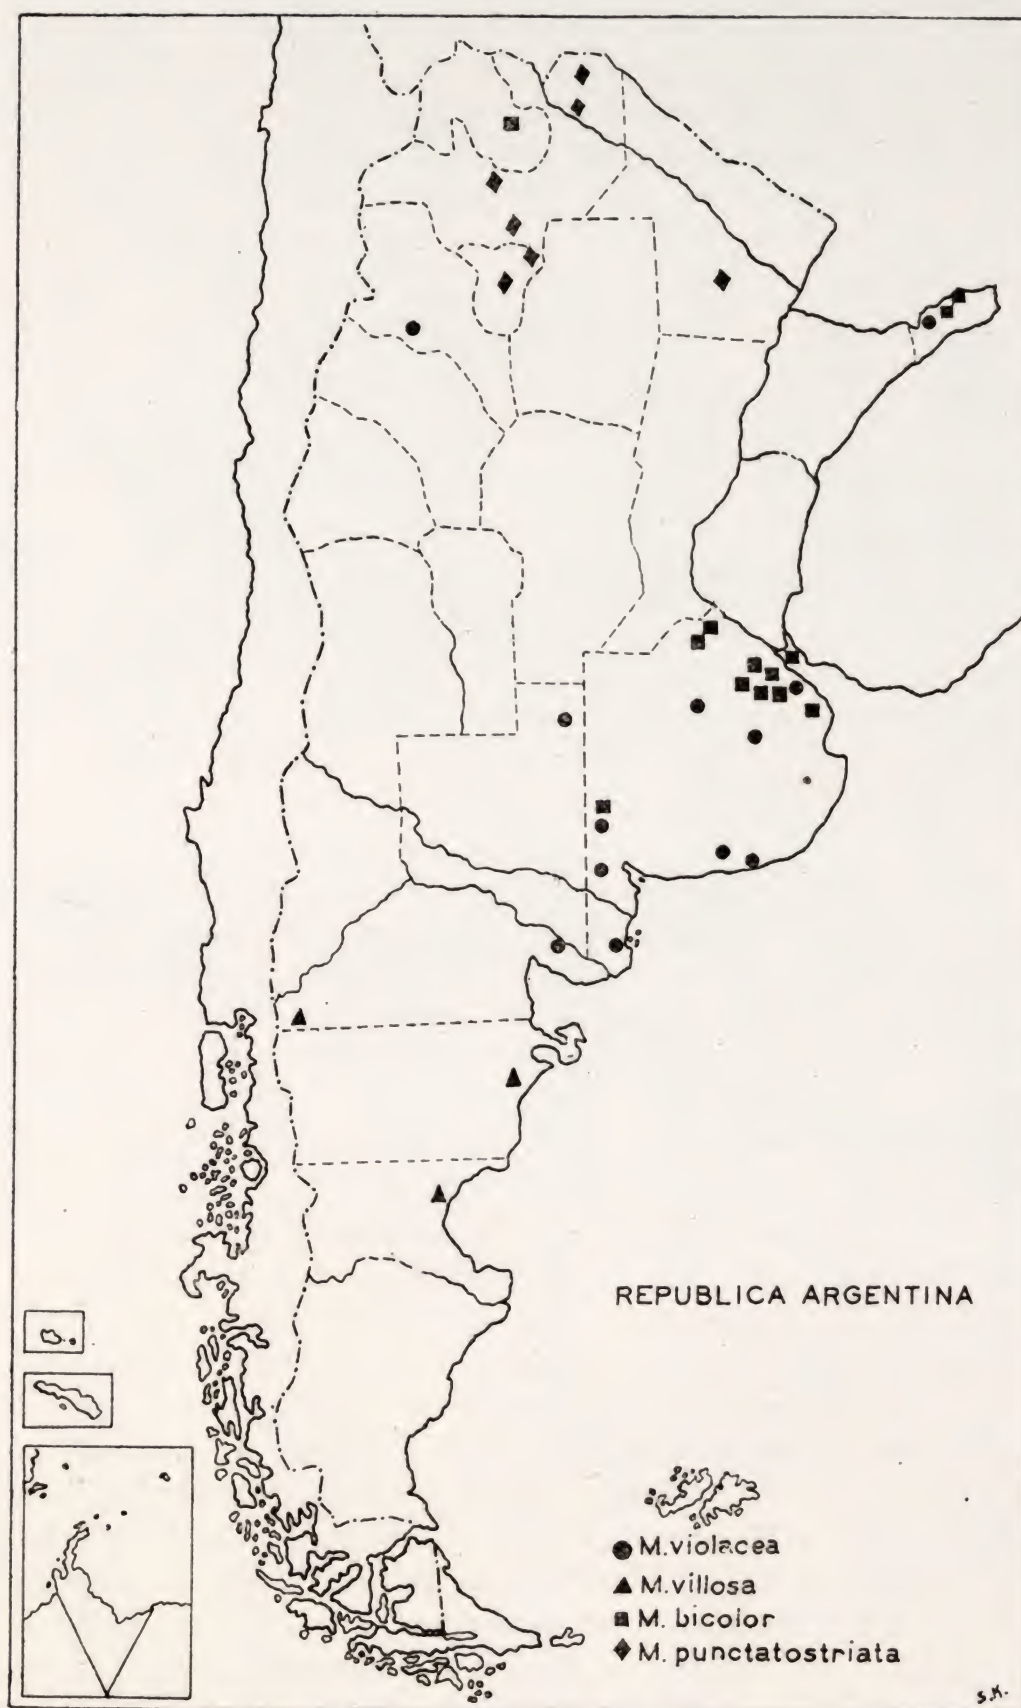 REPUBLICA ARGENTINA
M. violacea
M. villosa
M. bicolor
M. punctatostriata
S.K.